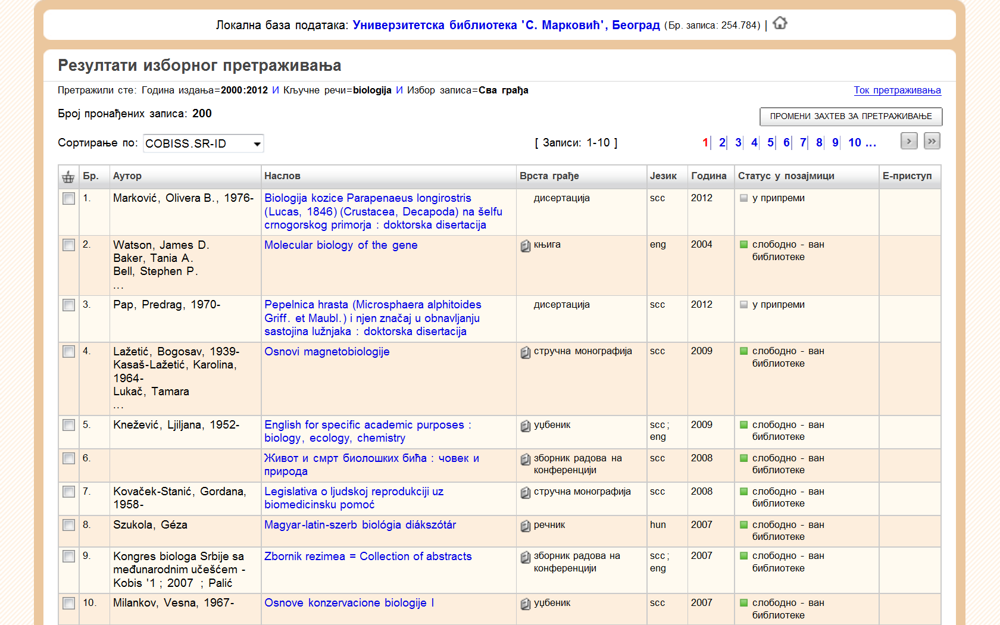 Локална база података: Универзитетска библиотека 'С. Марковић', Београд (Бр. записа: 254.784) |
Резултати изборног претраживања
Претражили сте: Година издања=2000:2012 И Кључне речи=biologija И Избор записа=Сва грађа
Ток претраживања
Број пронађених записа: 200
ПРОМЕНИ ЗАХТЕВ ЗА ПРЕТРАЖИВАЊЕ
Сортирање по: COBISS.SR-ID [ Записи: 1-10 ] 1| 2| 3| 4| 5| 6| 7| 8| 9| 10 ... > >>
Бр. Аутор Наслов Врста грађе Језик Година Статус у позајмици Е-приступ
1. Marković, Olivera B., 1976- Biologija kozice Parapenaeus longirostris дисертација scc 2012 у припреми
(Lucas, 1846) (Crustacea, Decapoda) na šelfu
crnogorskog primorja : doktorska disertacija
2. Watson, James D. Molecular biology of the gene књига eng 2004 слободно - ван
Baker, Tania A. библиотеке
Bell, Stephen P.
...
3. Pap, Predrag, 1970- Pepelnica hrasta (Microsphaera alphitoides дисертација scc 2012 у припреми
Griff. et Maubl.) i njen značaj u obnavljanju
sastojina lužnjaka : doktorska disertacija
4. Lažetić, Bogosav, 1939- Osnovi magnetobiologije стручна монографија scc 2009 слободно - ван
Kasaš-Lažetić, Karolina, библиотеке
1964-
Lukač, Tamara
...
5. Knežević, Ljiljana, 1952- English for specific academic purposes : уџбеник scc; 2009 слободно - ван
biology, ecology, chemistry eng библиотеке
6. Живот и смрт биолошких бића : човек и зборник радова на scc 2008 слободно - ван
природа конференцији библиотеке
7. Kovaček-Stanić, Gordana, Legislativa o ljudskoj reprodukciji uz стручна монографија scc 2008 слободно - ван
1958- biomedicinsku pomoć библиотеке
8. Szukola, Géza Magyar-latin-szerb biológia diákszótár речник hun 2007 слободно - ван
библиотеке
9. Kongres biologa Srbije sa Zbornik rezimea = Collection of abstracts зборник радова на scc; 2007 слободно - ван
međunarodnim učešćem - конференцији eng библиотеке
Kobis '1 ; 2007 ; Palić
10. Milankov, Vesna, 1967- Osnove konzervacione biologije I уџбеник scc 2007 слободно - ван
библиотеке